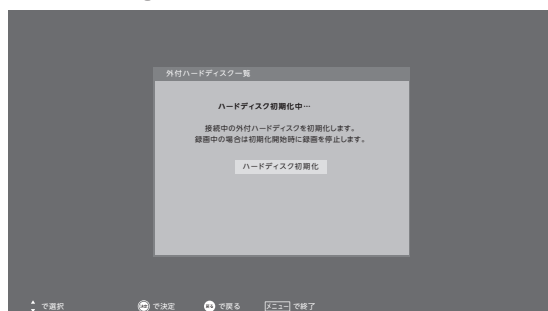 外付ハードディスク一覧
ハードディスク初期化中…
接続中の外付ハードディスクを初期化します。
録画中の場合は初期化開始時に録画を停止します。
ハードディスク初期化
で選択 で決定 戻る で戻る メニュー で終了